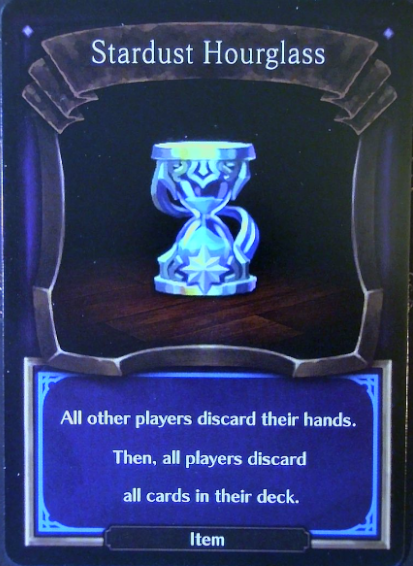 Stardust Hourglass
All other players discard their hands.
Then, all players discard
all cards in their deck.
Item